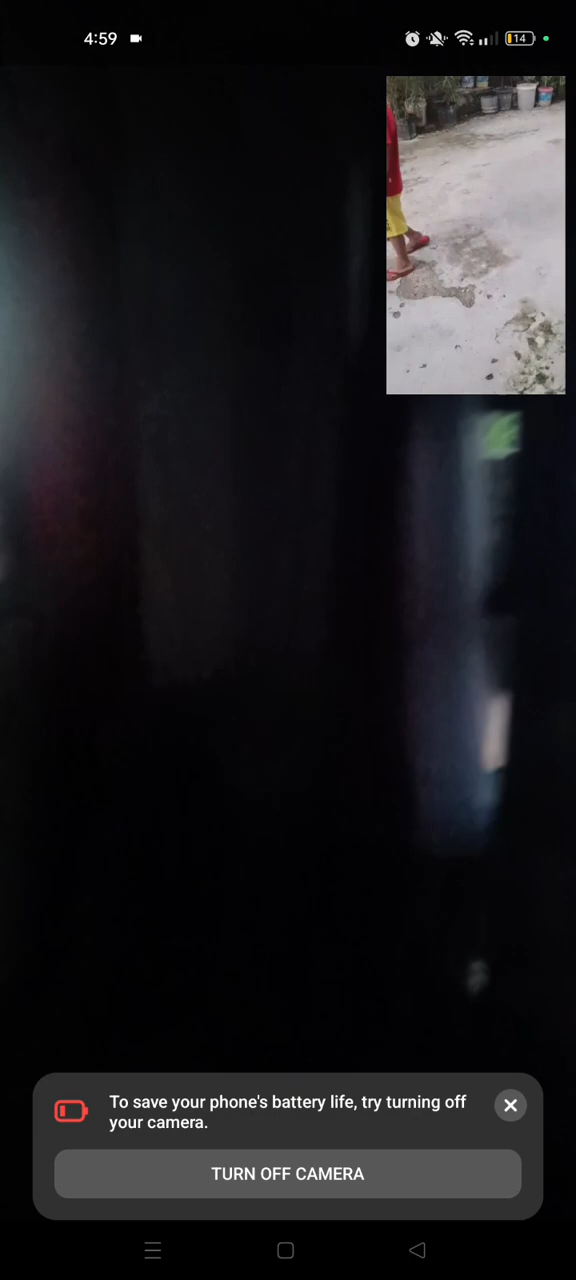 4:59
14
To save your phone's battery life, try turning off
your camera.
TURN OFF CAMERA